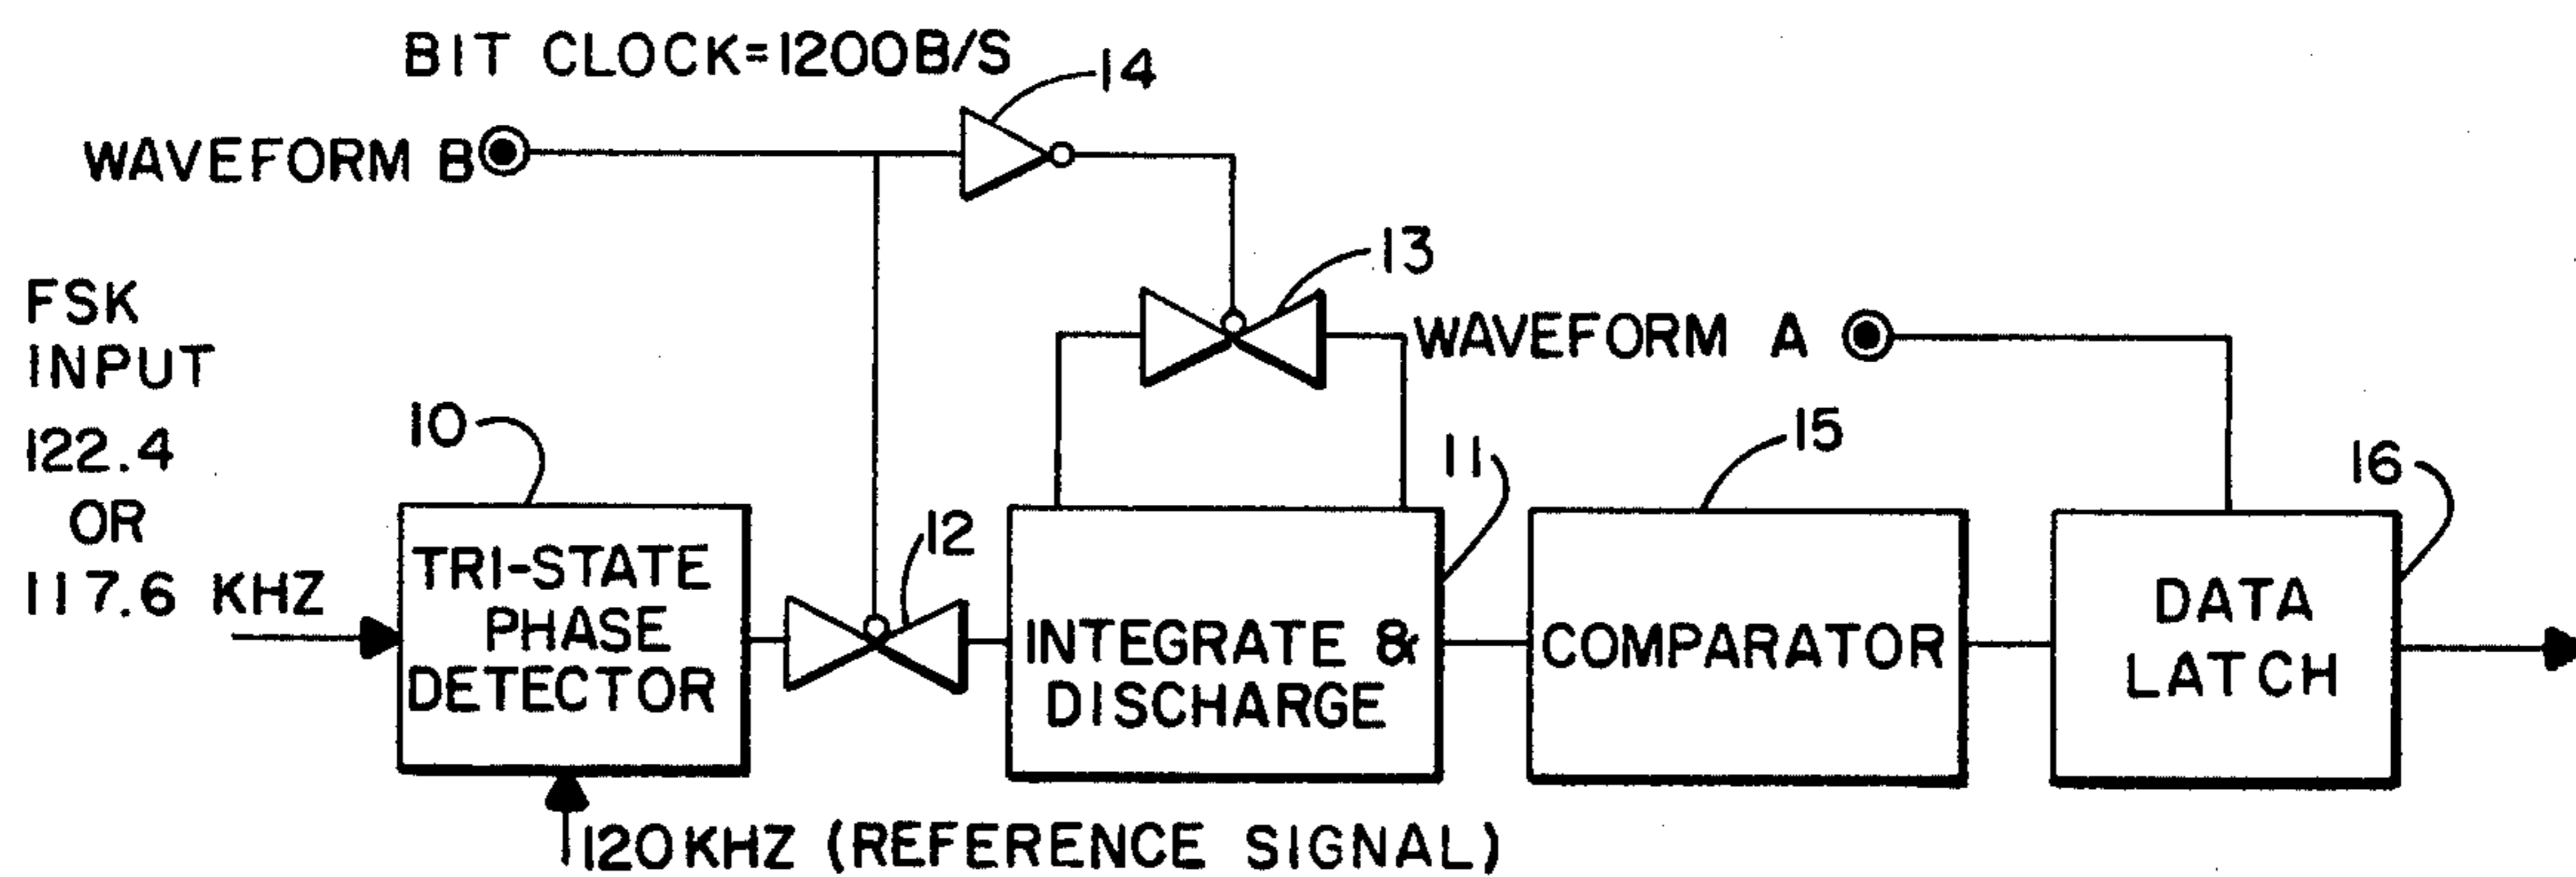 BIT CLOCK=1200B/S
14
WAVEFORM B
13
FSK
INPUT
122.4
OR
117.6 KHZ
WAVEFORM A
10
15
11
16
12
TRI-STATE
PHASE
DETECTOR
INTEGRATE &
DISCHARGE
COMPARATOR
DATA
LATCH
120KHZ (REFERENCE SIGNAL)